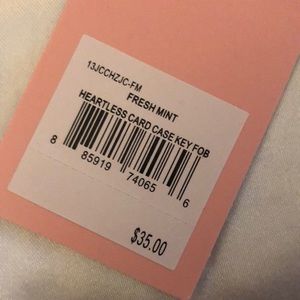 13JCCHZJC-FM
FRESH MINT
HEARTLESS CARD CASE KEY FOB
8 85919 74065 6
$35.00